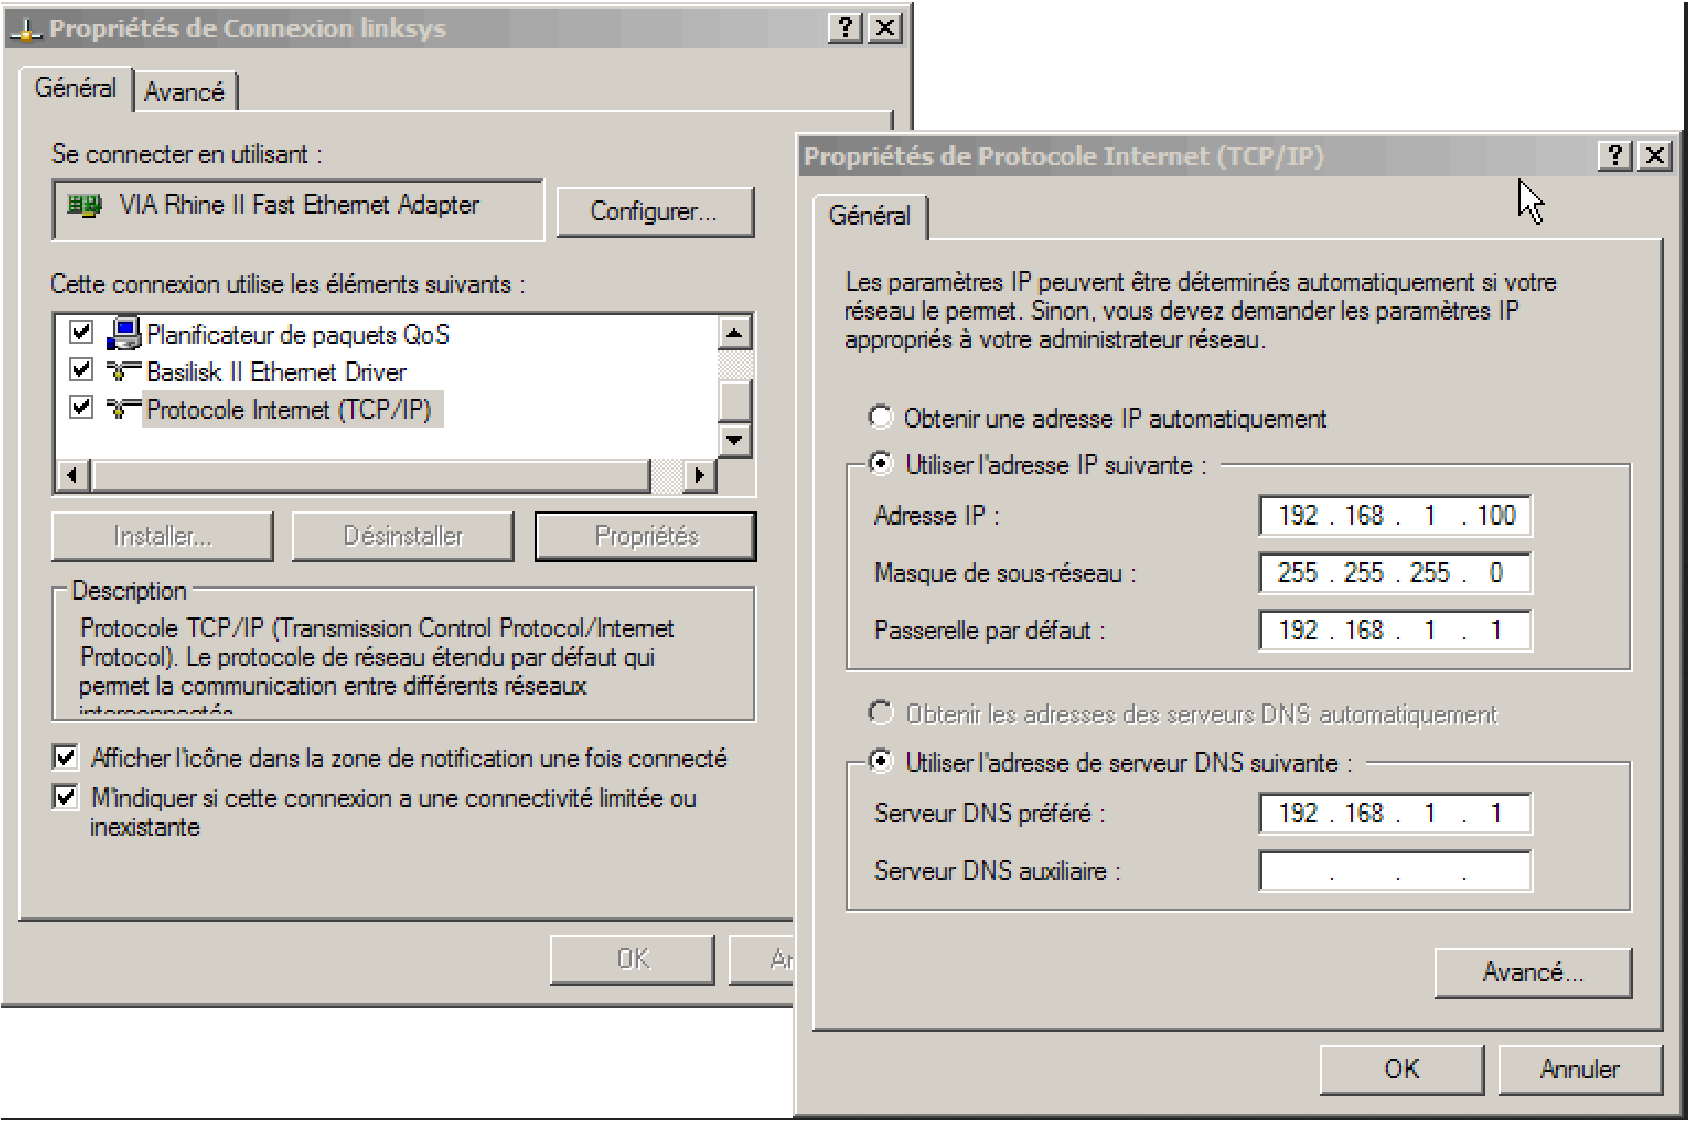 Propriétés de Connexion linksys
Général
Avancé
Se connecter en utilisant :
VIA Rhine II Fast Ethernet Adapter
Configurer...
Cette connexion utilise les éléments suivants :
Planificateur de paquets QoS
Basilisk II Ethernet Driver
Protocole Internet (TCP/IP)
Installer...
Désinstaller
Propriétés
Description
Protocole TCP/IP (Transmission Control Protocol/Internet
Protocol). Le protocole de réseau étendu par défaut qui
permet la communication entre différents réseaux
interconnectés.
Afficher l'icône dans la zone de notification une fois connecté
M'indiquer si cette connexion a une connectivité limitée ou
inexistante
OK
Propriétés de Protocole Internet (TCP/IP)
Général
Les paramètres IP peuvent être déterminés automatiquement si votre
réseau le permet. Sinon, vous devez demander les paramètres IP
appropriés à votre administrateur réseau.
Obtenir une adresse IP automatiquement
Utiliser l'adresse IP suivante :
Adresse IP : 192 . 168 . 1 . 100
Masque de sous-réseau : 255 . 255 . 255 . 0
Passerelle par défaut : 192 . 168 . 1 . 1
Obtenir les adresses des serveurs DNS automatiquement
Utiliser l'adresse de serveur DNS suivante :
Serveur DNS préféré : 192 . 168 . 1 . 1
Serveur DNS auxiliaire : . . .
Avancé...
OK
Annuler